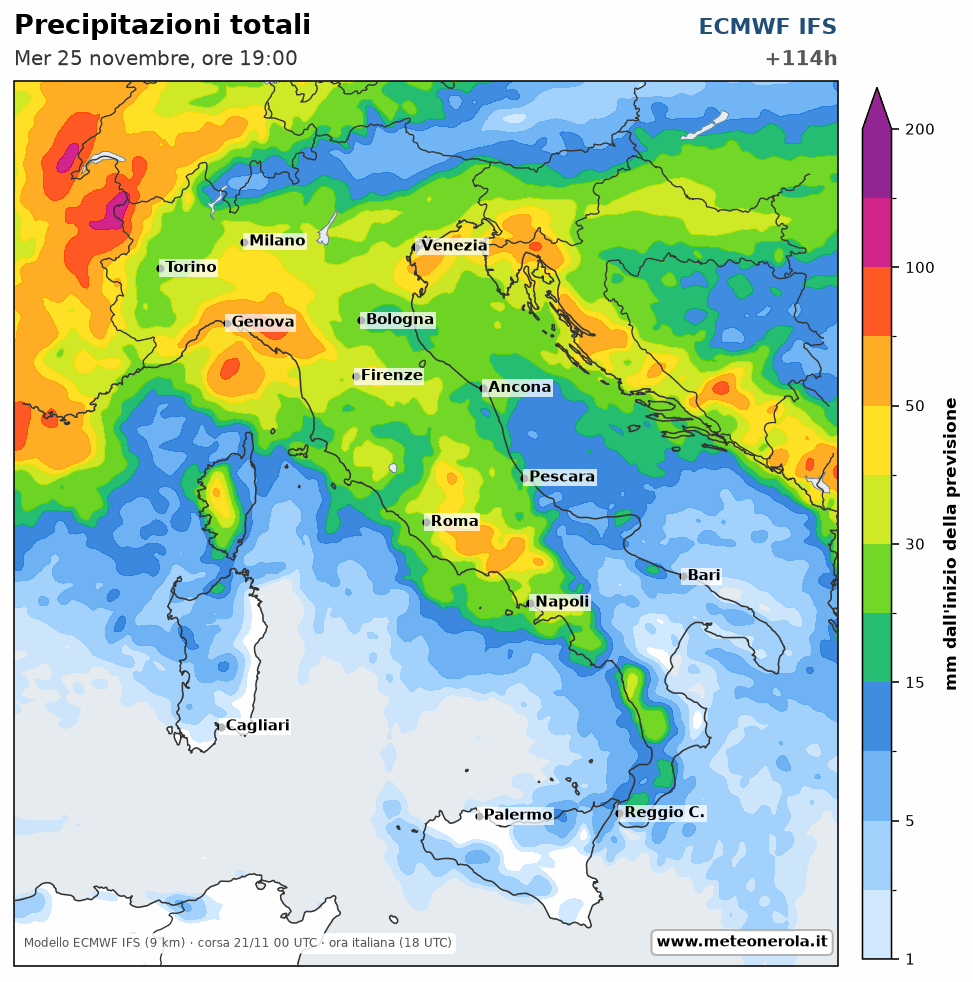 Precipitazioni totali
ECMWF IFS
Mer 25 novembre, ore 19:00
+114h
200
100
50
30
15
5
1
mm dall'inizio della previsione
Milano
Venezia
Torino
Genova
Bologna
Firenze
Ancona
Pescara
Roma
Bari
Napoli
Cagliari
Palermo
Reggio C.
Modello ECMWF IFS (9 km) · corsa 21/11 00 UTC · ora italiana (18 UTC)
www.meteonerola.it